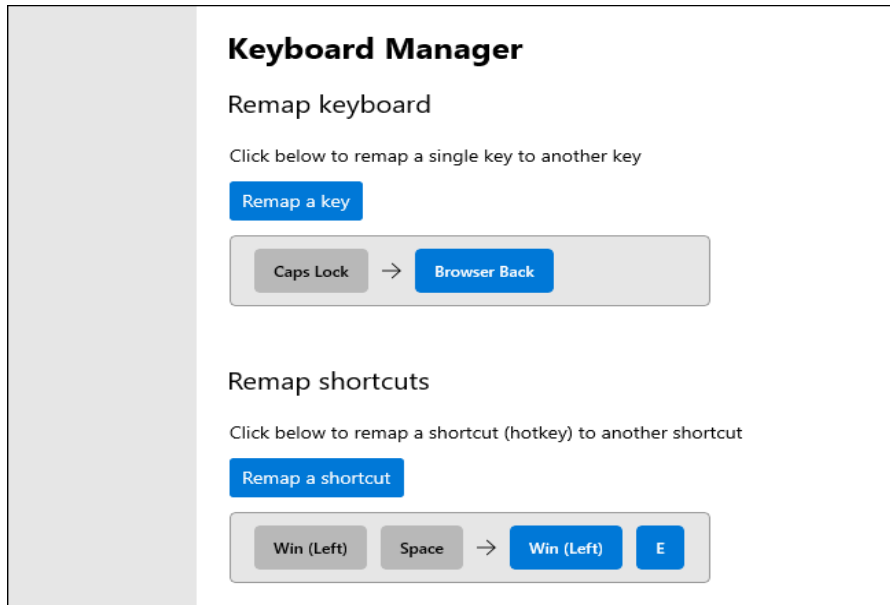 Keyboard Manager
Remap keyboard
Click below to remap a single key to another key
Remap a key
Caps Lock → Browser Back
Remap shortcuts
Click below to remap a shortcut (hotkey) to another shortcut
Remap a shortcut
Win (Left) Space → Win (Left) E